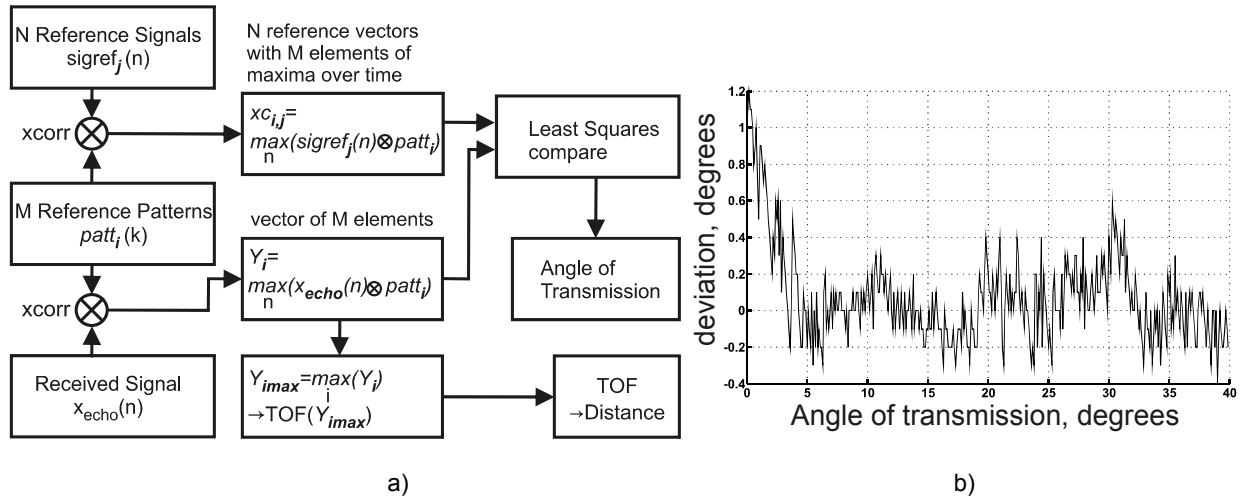 N Reference Signals
sigref_j(n)
xcorr
M Reference Patterns
patt_i(k)
xcorr
Received Signal
x_echo(n)
N reference vectors
with M elements of
maxima over time
xc_i,j=
max(sigref_j(n)⊗patt_i)
n
vector of M elements
Y_i=
max(x_echo(n)⊗patt_i)
n
Y_imax=max(Y_i)
i
→TOF(Y_imax)
Least Squares
compare
Angle of
Transmission
TOF
→Distance
a)
deviation, degrees
1.2
1
0.8
0.6
0.4
0.2
0
-0.2
-0.4
0 5 10 15 20 25 30 35 40
Angle of transmission, degrees
b)